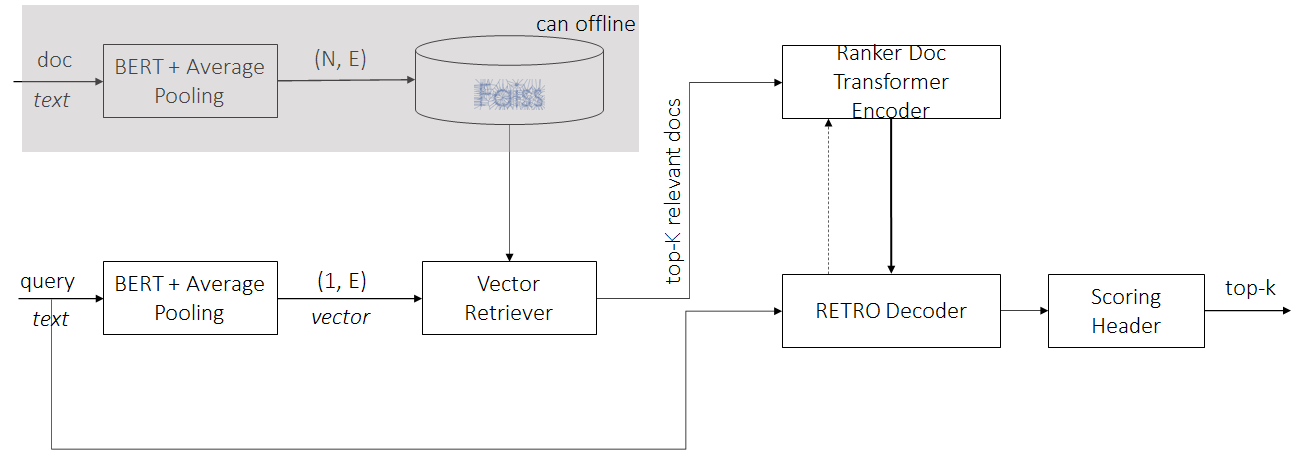 can offline
doc
text
BERT + Average
Pooling
(N, E)
Faiss
query
text
BERT + Average
Pooling
(1, E)
vector
Vector
Retriever
top-K relevant docs
Ranker Doc
Transformer
Encoder
RETRO Decoder
Scoring
Header
top-k